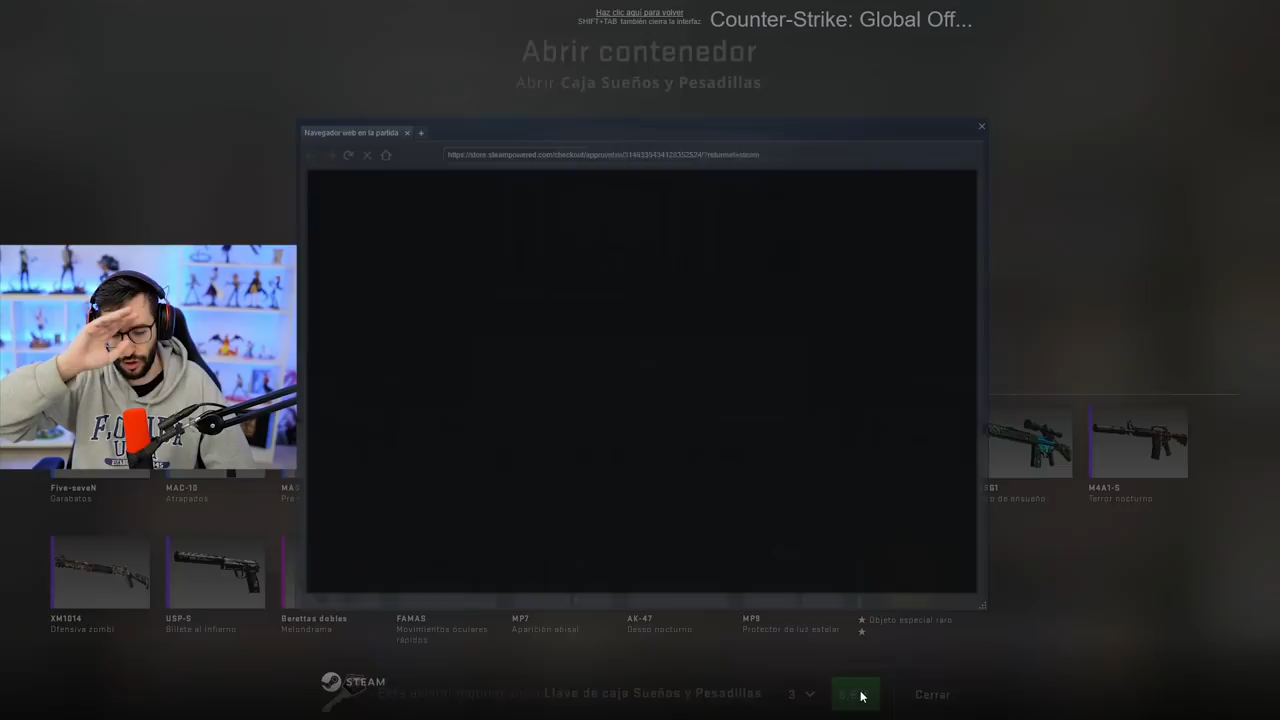 Haz clic aquí para volver
SHIFT+TAB también cierra la interfaz
Counter-Strike: Global Off...
Abrir contenedor
Abrir Caja Sueños y Pesadillas
Navegador web en la partida
Five-seveN
Garabatos
MAC-10
Atrapados
M4A1-S
Terror nocturno
XM1014
Ofensiva zombi
USP-S
Billete al infierno
Berettas dobles
Melondrama
FAMAS
Movimientos oculares
rápidos
MP7
Aparición abisal
AK-47
MP9
Protector de luz estelar
★ Objeto especial raro
★
STEAM
Llave de caja Sueños y Pesadillas
3
Cerrar